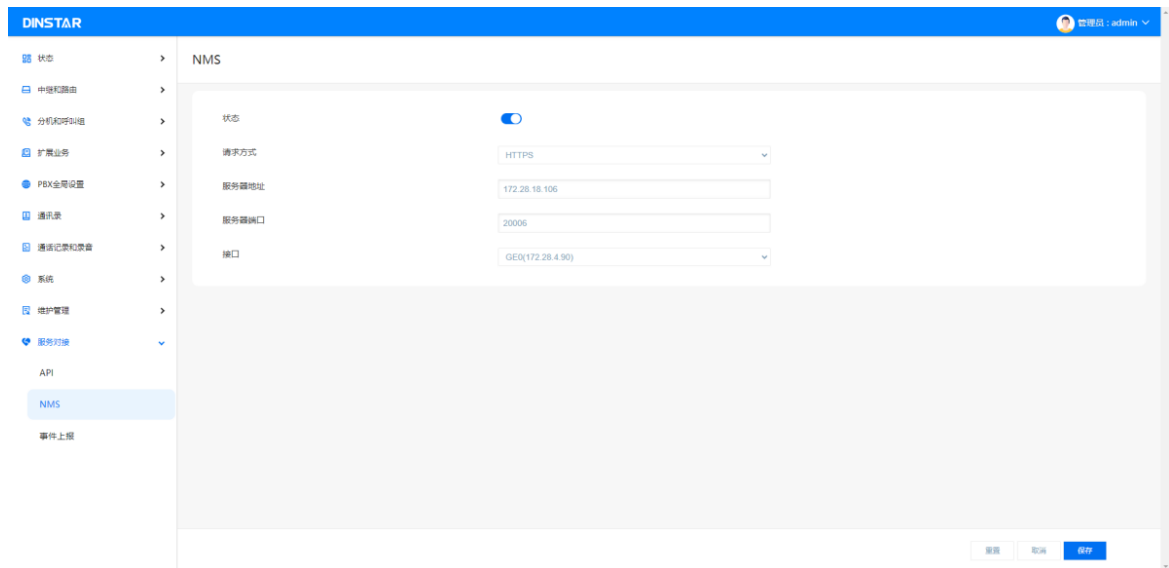 DINSTAR
管理员 : admin
状态
中继和路由
分机和呼叫组
扩展业务
PBX全局设置
通讯录
通话记录和录音
系统
维护管理
服务对接
API
NMS
事件上报
NMS
状态
请求方式
HTTPS
服务器地址
172.28.18.106
服务器端口
20006
接口
GE0(172.28.4.90)
重置
取消
保存